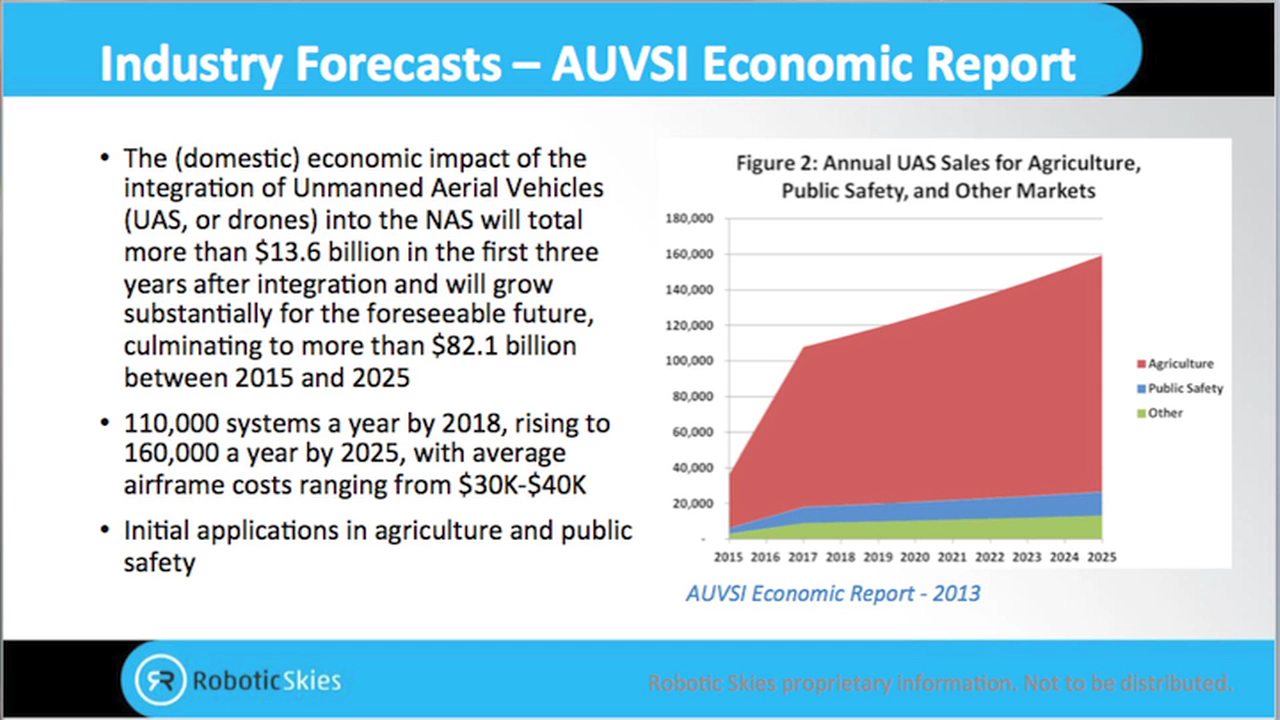 Industry Forecasts – AUVSI Economic Report
• The (domestic) economic impact of the
integration of Unmanned Aerial Vehicles
(UAS, or drones) into the NAS will total
more than $13.6 billion in the first three
years after integration and will grow
substantially for the foreseeable future,
culminating to more than $82.1 billion
between 2015 and 2025
• 110,000 systems a year by 2018, rising to
160,000 a year by 2025, with average
airframe costs ranging from $30K-$40K
• Initial applications in agriculture and public
safety
Figure 2: Annual UAS Sales for Agriculture,
Public Safety, and Other Markets
180,000
160,000
140,000
120,000
100,000
80,000
60,000
40,000
20,000
-
2015 2016 2017 2018 2019 2020 2021 2022 2023 2024 2025
Agriculture
Public Safety
Other
AUVSI Economic Report - 2013
RoboticSkies
Robotic Skies proprietary information. Not to be distributed.